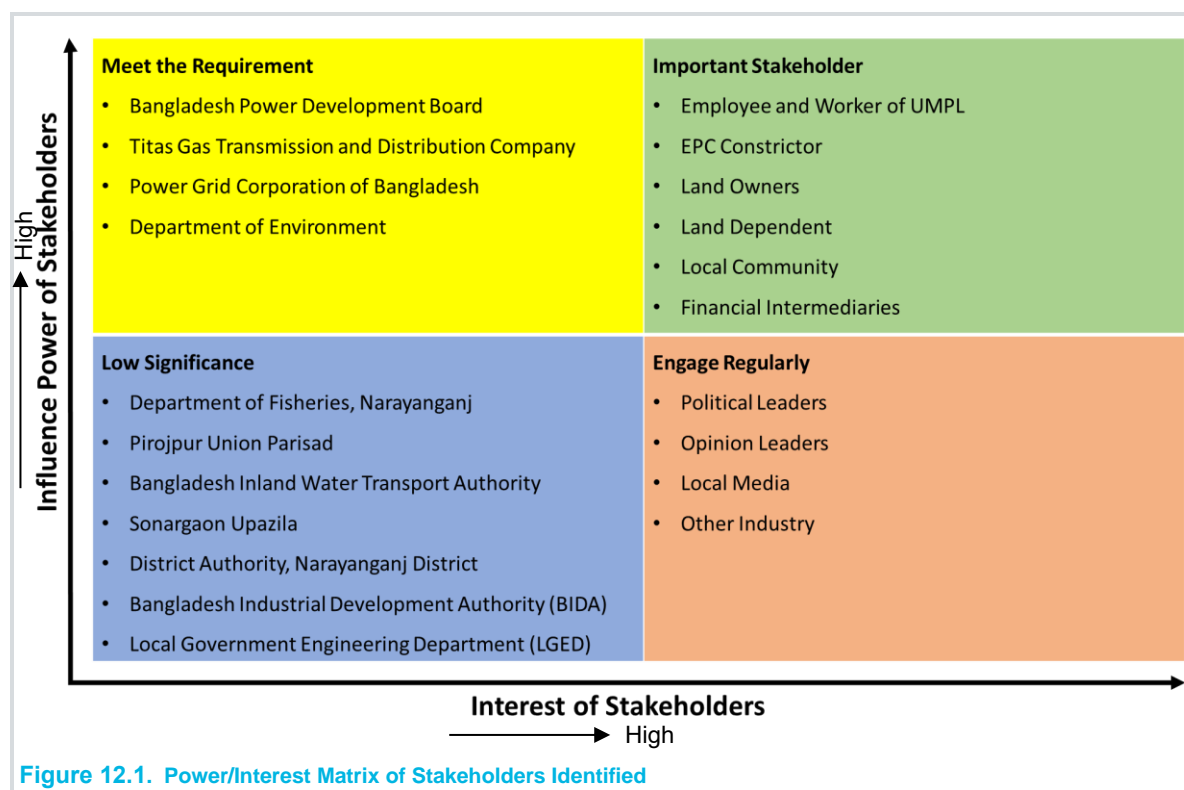 Meet the Requirement
• Bangladesh Power Development Board
• Titas Gas Transmission and Distribution Company
• Power Grid Corporation of Bangladesh
• Department of Environment
Important Stakeholder
• Employee and Worker of UMPL
• EPC Constrictor
• Land Owners
• Land Dependent
• Local Community
• Financial Intermediaries
Low Significance
• Department of Fisheries, Narayanganj
• Pirojpur Union Parisad
• Bangladesh Inland Water Transport Authority
• Sonargaon Upazila
• District Authority, Narayanganj District
• Bangladesh Industrial Development Authority (BIDA)
• Local Government Engineering Department (LGED)
Engage Regularly
• Political Leaders
• Opinion Leaders
• Local Media
• Other Industry
Influence Power of Stakeholders
High
Interest of Stakeholders
High
Figure 12.1. Power/Interest Matrix of Stakeholders Identified